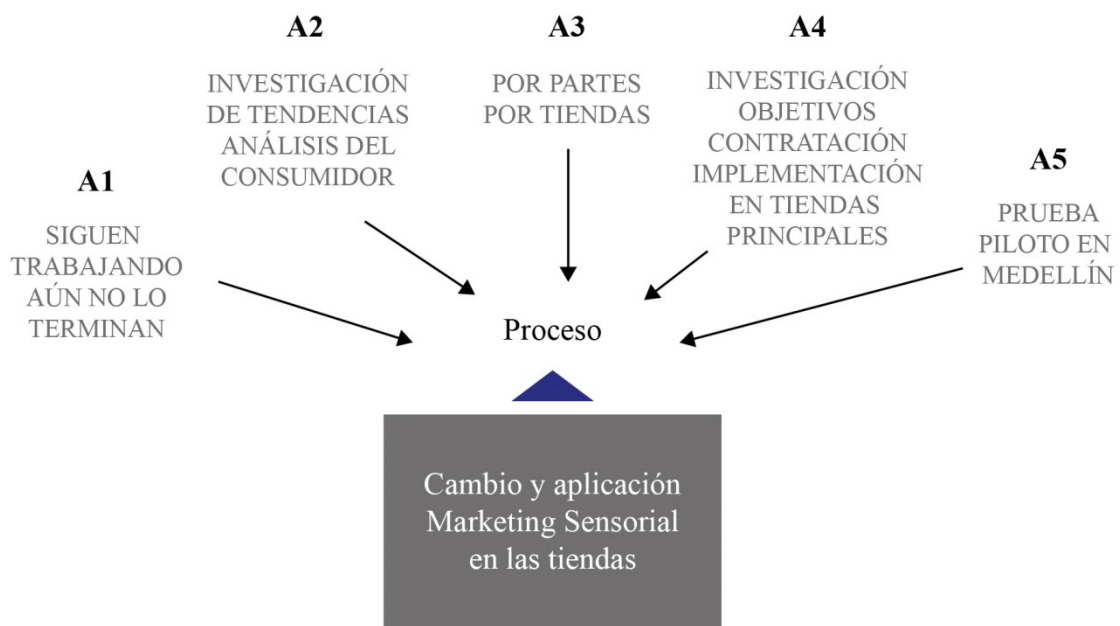 A1
SIGUEN
TRABAJANDO
AÚN NO LO
TERMINAN
A2
INVESTIGACIÓN
DE TENDENCIAS
ANÁLISIS DEL
CONSUMIDOR
A3
POR PARTES
POR TIENDAS
A4
INVESTIGACIÓN
OBJETIVOS
CONTRATACIÓN
IMPLEMENTACIÓN
EN TIENDAS
PRINCIPALES
A5
PRUEBA
PILOTO EN
MEDELLÍN
Proceso
Cambio y aplicación
Marketing Sensorial
en las tiendas